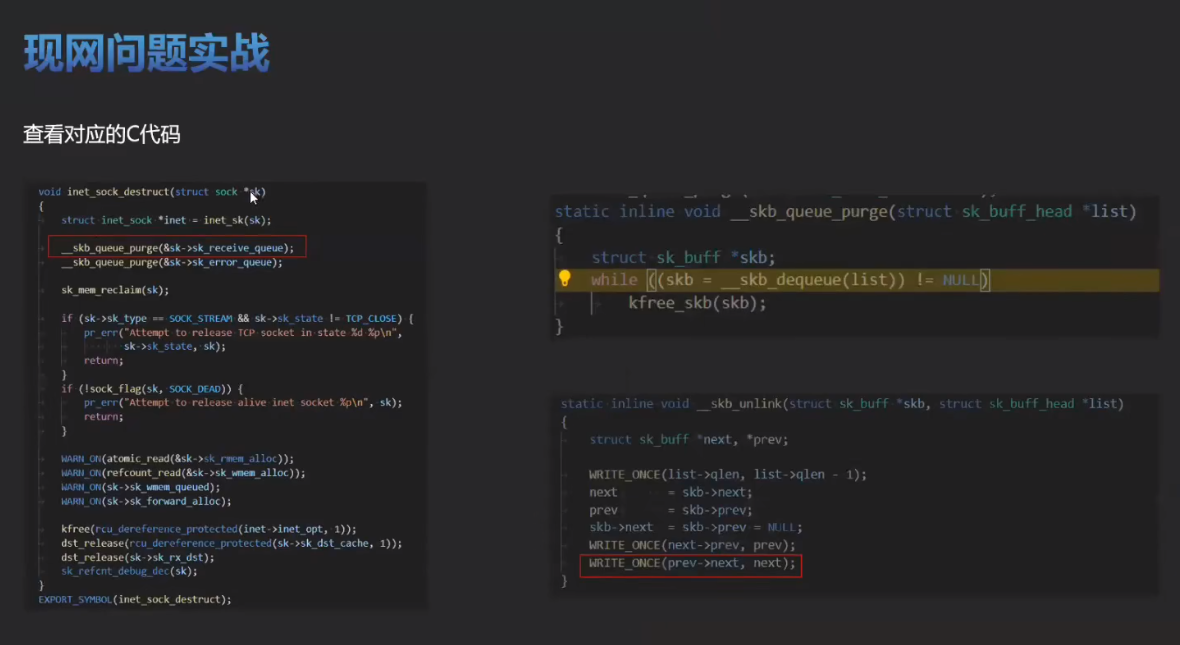 现网问题实战
查看对应的C代码
void inet_sock_destruct(struct sock *sk)
{
struct inet_sock *inet = inet_sk(sk);
__skb_queue_purge(&sk->sk_receive_queue);
__skb_queue_purge(&sk->sk_error_queue);
sk_mem_reclaim(sk);
if (sk->sk_type == SOCK_STREAM && sk->sk_state != TCP_CLOSE) {
pr_err("Attempt to release TCP socket in state %d %p\n",
sk->sk_state, sk);
return;
}
if (!sock_flag(sk, SOCK_DEAD)) {
pr_err("Attempt to release alive inet socket %p\n", sk);
return;
}
WARN_ON(atomic_read(&sk->sk_rmem_alloc));
WARN_ON(refcount_read(&sk->sk_wmem_alloc));
WARN_ON(sk->sk_wmem_queued);
WARN_ON(sk->sk_forward_alloc);
kfree(rcu_dereference_protected(inet->inet_opt, 1));
dst_release(rcu_dereference_protected(sk->sk_dst_cache, 1));
dst_release(sk->sk_rx_dst);
sk_refcnt_debug_dec(sk);
}
EXPORT_SYMBOL(inet_sock_destruct);
static inline void __skb_queue_purge(struct sk_buff_head *list)
{
struct sk_buff *skb;
while ((skb = __skb_dequeue(list)) != NULL)
kfree_skb(skb);
}
static inline void __skb_unlink(struct sk_buff *skb, struct sk_buff_head *list)
{
struct sk_buff *next, *prev;
WRITE_ONCE(list->qlen, list->qlen - 1);
next = skb->next;
prev = skb->prev;
skb->next = skb->prev = NULL;
WRITE_ONCE(next->prev, prev);
WRITE_ONCE(prev->next, next);
}